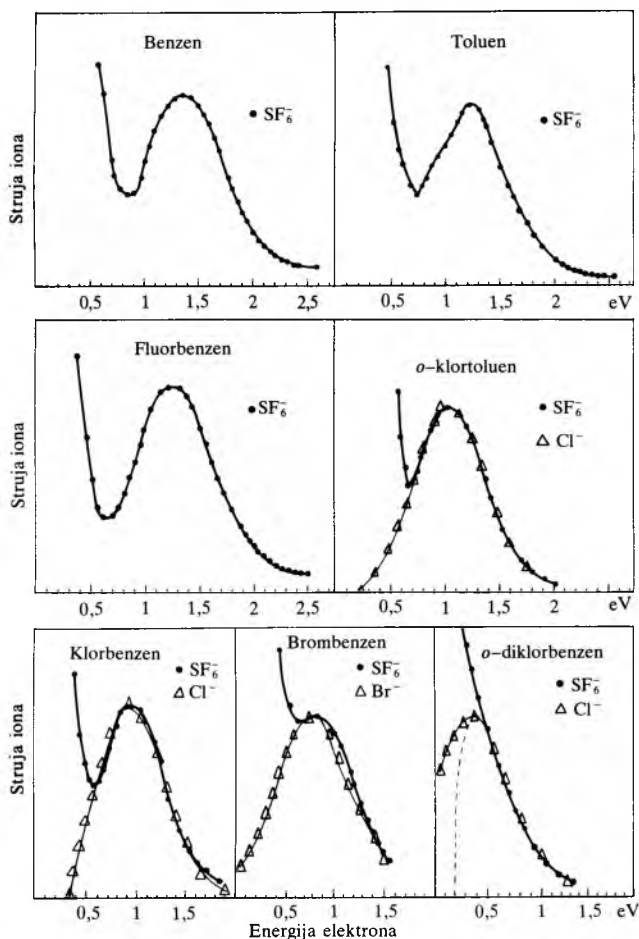 Benzen
SF₆⁻
Struja iona
0,5 1 1,5 2 2,5
Toluen
SF₆⁻
0,5 1 1,5 2 eV
Fluorbenzen
SF₆⁻
Struja iona
0,5 1 1,5 2 2,5
o-klortoluen
SF₆⁻
Cl⁻
0,5 1 1,5 2 eV
Klorbenzen
SF₆⁻
Cl⁻
Struja iona
0,5 1 1,5
Brombenzen
SF₆⁻
Br⁻
0,5 1 1,5
o-diklorbenzen
SF₆⁻
Cl⁻
0,5 1 1,5 eV
Energija elektrona